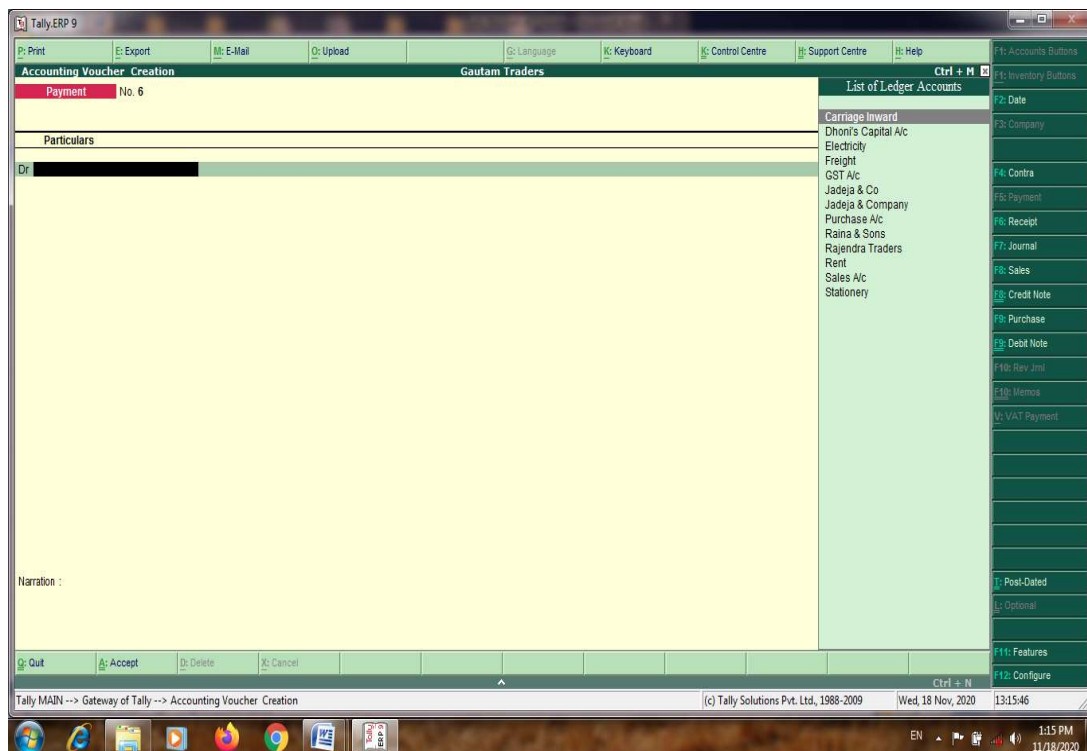 Tally.ERP 9
P: Print E: Export M: E-Mail O: Upload G: Language K: Keyboard K: Control Centre H: Support Centre H: Help
Accounting Voucher Creation Gautam Traders Ctrl + M
Payment No. 6
Particulars
Dr
List of Ledger Accounts
Carriage Inward
Dhoni's Capital A/c
Electricity
Freight
GST A/c
Jadeja & Co
Jadeja & Company
Purchase A/c
Raina & Sons
Rajendra Traders
Rent
Sales A/c
Stationery
F1: Accounts Buttons
F1: Inventory Buttons
F2: Date
F3: Company
F4: Contra
F5: Payment
F6: Receipt
F7: Journal
F8: Sales
F8: Credit Note
F9: Purchase
F9: Debit Note
F10: Rev Jrnl
F10: Memos
V: VAT Payment
T: Post-Dated
L: Optional
F11: Features
F12: Configure
Narration :
Q: Quit A: Accept D: Delete X: Cancel
Ctrl + N
Tally MAIN --> Gateway of Tally --> Accounting Voucher Creation (c) Tally Solutions Pvt. Ltd., 1988-2009 Wed, 18 Nov, 2020 13:15:46
Tally ERP 9
EN 1:15 PM
11/18/2020